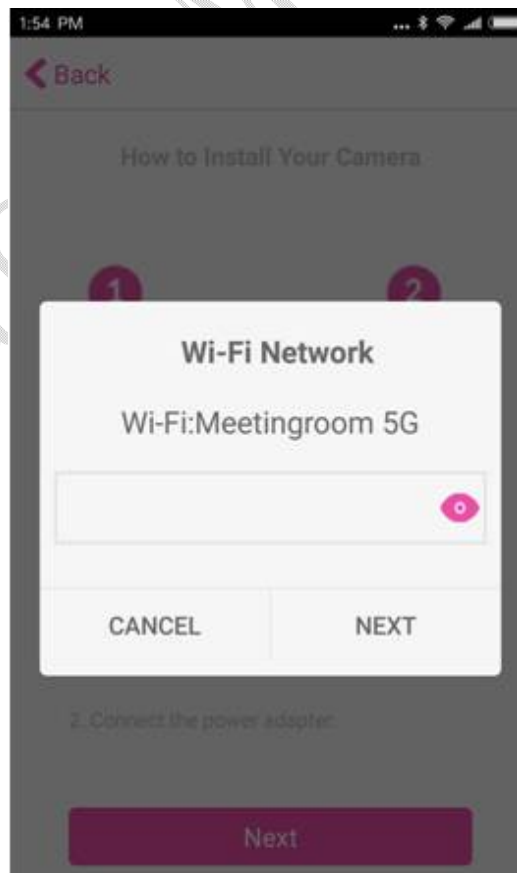 1:54 PM
Back
How to Install Your Camera
1
2
Wi-Fi Network
Wi-Fi:Meetingroom 5G
CANCEL
NEXT
2. Connect the power adapter.
Next